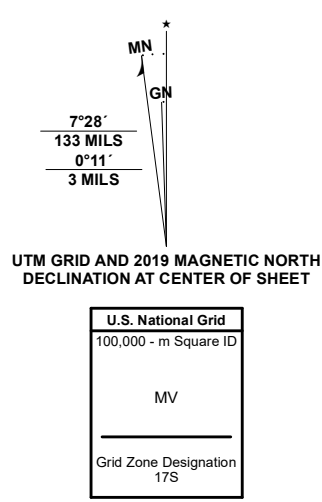 MN
GN
7°28´
133 MILS
0°11´
3 MILS
UTM GRID AND 2019 MAGNETIC NORTH
DECLINATION AT CENTER OF SHEET
U.S. National Grid
100,000 - m Square ID
MV
Grid Zone Designation
17S